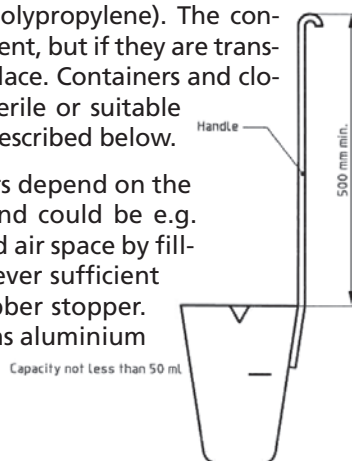 olypropylene). The con-
ent, but if they are trans-
lace. Containers and clo-
erile or suitable
escribed below.
rs depend on the
nd could be e.g.
d air space by fill-
ever sufficient
ber stopper.
ns aluminium
Handle
500 mm min.
Capacity not less than 50 ml